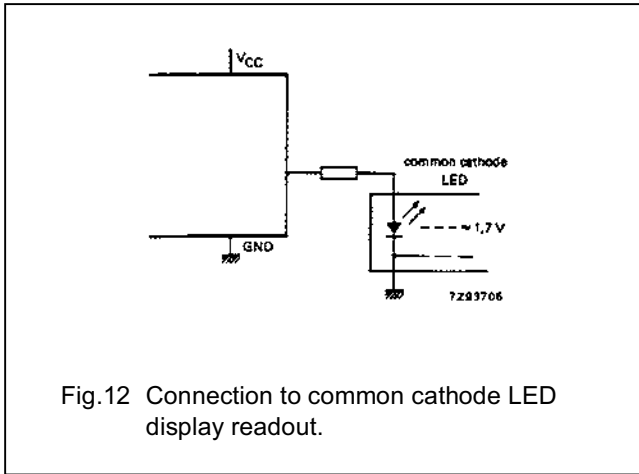 VCC
common cathode
LED
≈ 1,7 V
GND
7Z93706
Fig.12 Connection to common cathode LED
display readout.